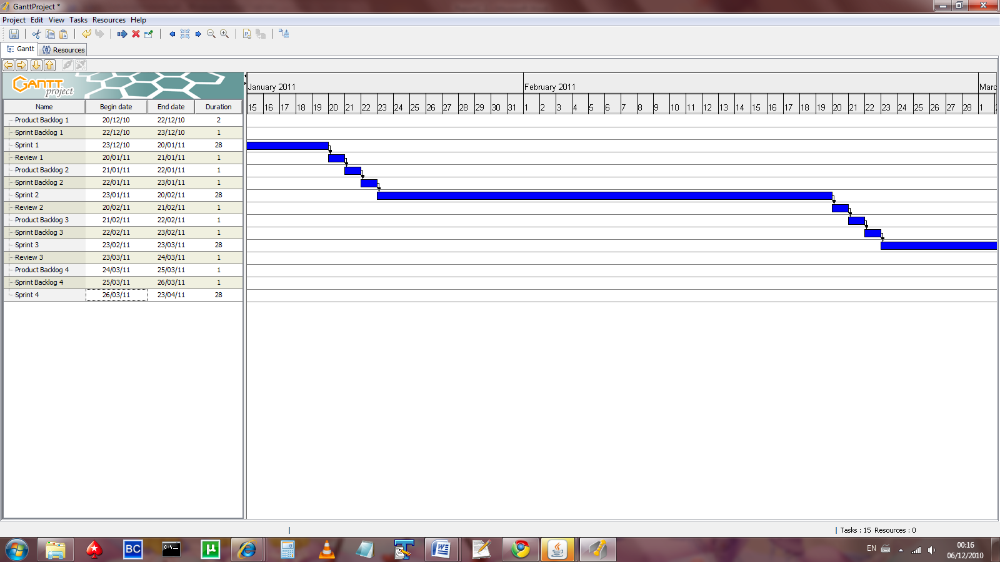 GanttProject *
Project Edit View Tasks Resources Help
Gantt Resources
GANTT project
January 2011 February 2011 Marc
Name Begin date End date Duration
15 16 17 18 19 20 21 22 23 24 25 26 27 28 29 30 31 1 2 3 4 5 6 7 8 9 10 11 12 13 14 15 16 17 18 19 20 21 22 23 24 25 26 27 28 1
Product Backlog 1 20/12/10 22/12/10 2
Sprint Backlog 1 22/12/10 23/12/10 1
Sprint 1 23/12/10 20/01/11 28
Review 1 20/01/11 21/01/11 1
Product Backlog 2 21/01/11 22/01/11 1
Sprint Backlog 2 22/01/11 23/01/11 1
Sprint 2 23/01/11 20/02/11 28
Review 2 20/02/11 21/02/11 1
Product Backlog 3 21/02/11 22/02/11 1
Sprint Backlog 3 22/02/11 23/02/11 1
Sprint 3 23/02/11 23/03/11 28
Review 3 23/03/11 24/03/11 1
Product Backlog 4 24/03/11 25/03/11 1
Sprint Backlog 4 25/03/11 26/03/11 1
Sprint 4 26/03/11 23/04/11 28
Tasks : 15 Resources : 0
BC
C:\_
EN
00:16
06/12/2010